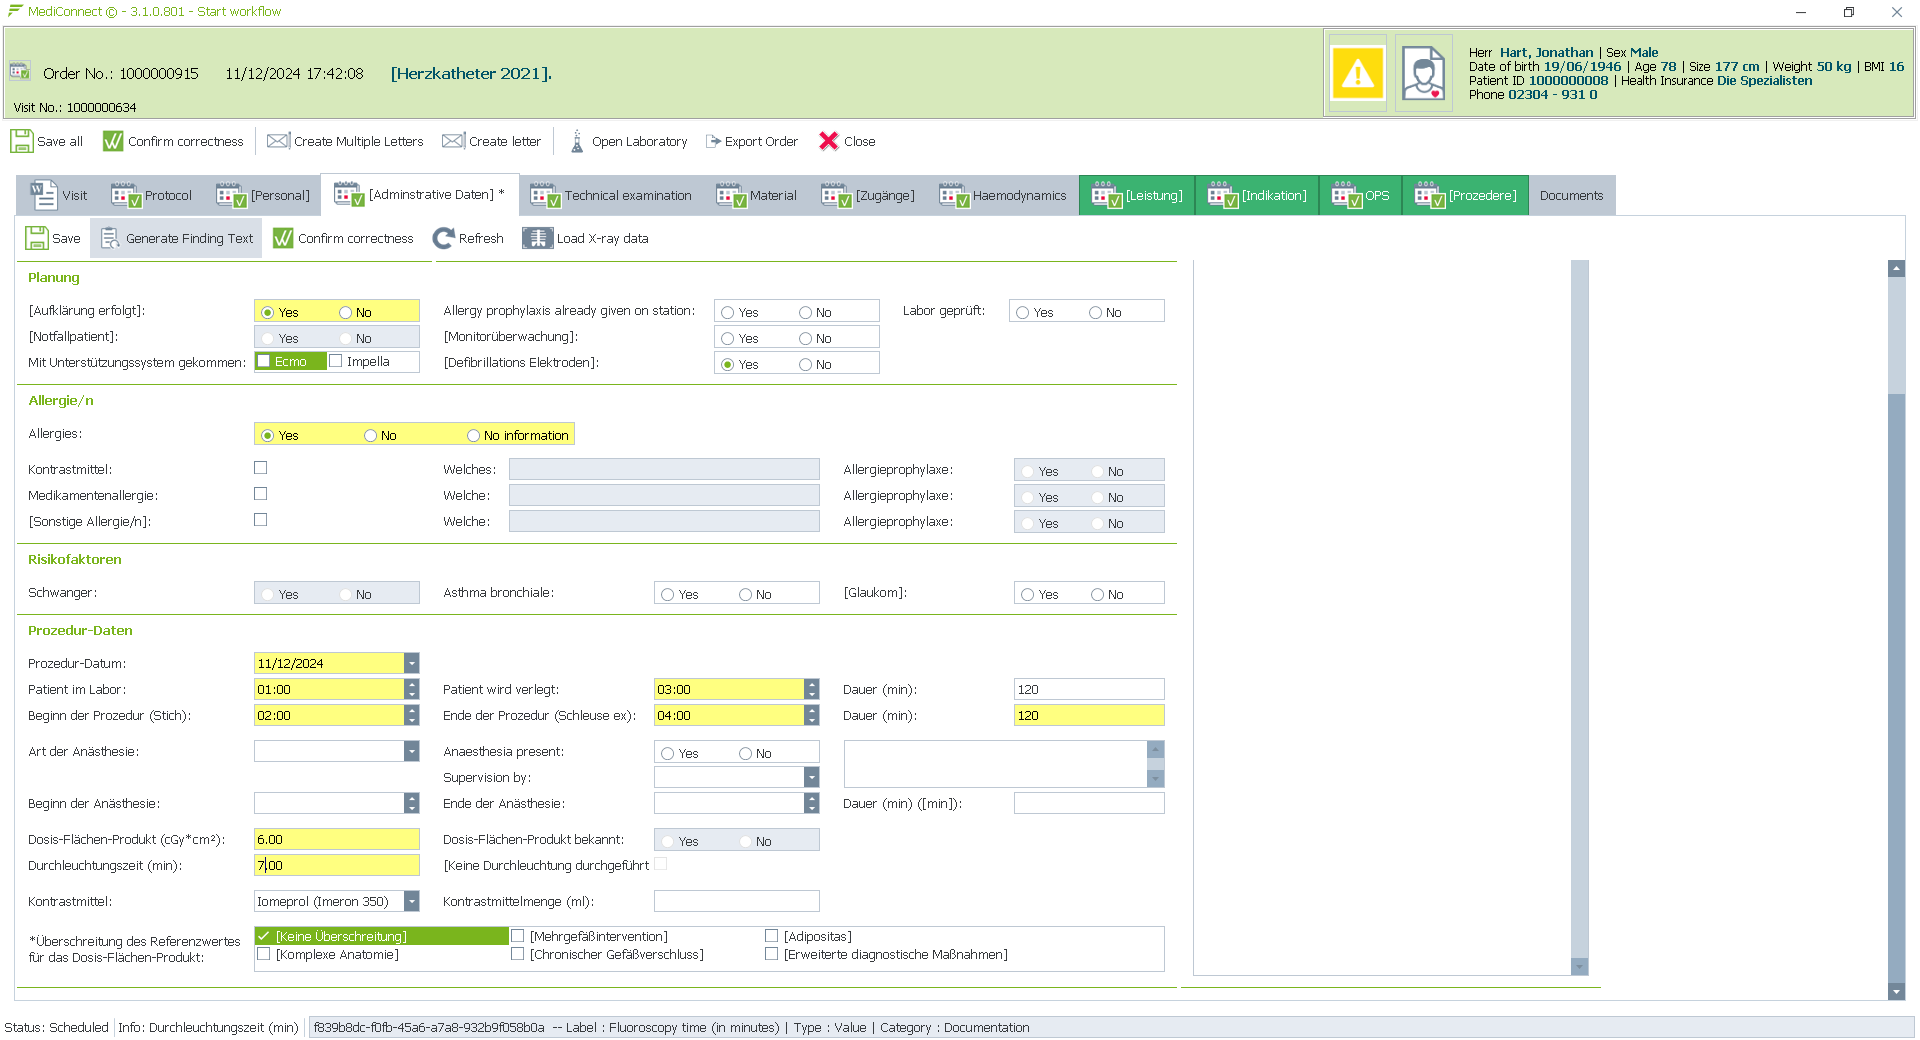 MediConnect © - 3.1.0.801 - Start workflow
Order No.: 1000000915 11/12/2024 17:42:08 [Herzkatheter 2021].
Visit No.: 1000000634
Herr Hart, Jonathan | Sex Male
Date of birth 19/06/1946 | Age 78 | Size 177 cm | Weight 50 kg | BMI 16
Patient ID 1000000008 | Health Insurance Die Spezialisten
Phone 02304 - 931 0
Save all Confirm correctness Create Multiple Letters Create letter Open Laboratory Export Order Close
Visit Protocol [Personal] [Adminstrative Daten] * Technical examination Material [Zugänge] Haemodynamics [Leistung] [Indikation] OPS [Prozedere] Documents
Save Generate Finding Text Confirm correctness Refresh Load X-ray data
Planung
[Aufklärung erfolgt]: Yes No Allergy prophylaxis already given on station: Yes No Labor geprüft: Yes No
[Notfallpatient]: Yes No [Monitorüberwachung]: Yes No
Mit Unterstützungssystem gekommen: Ecmo Impella [Defibrillations Elektroden]: Yes No
Allergie/n
Allergies: Yes No No information
Kontrastmittel: Welches: Allergieprophylaxe: Yes No
Medikamentenallergie: Welche: Allergieprophylaxe: Yes No
[Sonstige Allergie/n]: Welche: Allergieprophylaxe: Yes No
Risikofaktoren
Schwanger: Yes No Asthma bronchiale: Yes No [Glaukom]: Yes No
Prozedur-Daten
Prozedur-Datum: 11/12/2024
Patient im Labor: 01:00 Patient wird verlegt: 03:00 Dauer (min): 120
Beginn der Prozedur (Stich): 02:00 Ende der Prozedur (Schleuse ex): 04:00 Dauer (min): 120
Art der Anästhesie: Anaesthesia present: Yes No
Supervision by:
Beginn der Anästhesie: Ende der Anästhesie: Dauer (min) ([min]):
Dosis-Flächen-Produkt (cGy*cm²): 6.00 Dosis-Flächen-Produkt bekannt: Yes No
Durchleuchtungszeit (min): 7.00 [Keine Durchleuchtung durchgeführt
Kontrastmittel: Iomeprol (Imeron 350) Kontrastmittelmenge (ml):
*Überschreitung des Referenzwertes für das Dosis-Flächen-Produkt: [Keine Überschreitung] [Mehrgefäßintervention] [Adipositas]
[Komplexe Anatomie] [Chronischer Gefäßverschluss] [Erweiterte diagnostische Maßnahmen]
Status: Scheduled Info: Durchleuchtungszeit (min) f839b8dc-f0fb-45a6-a7a8-932b9f058b0a -- Label : Fluoroscopy time (in minutes) | Type : Value | Category : Documentation